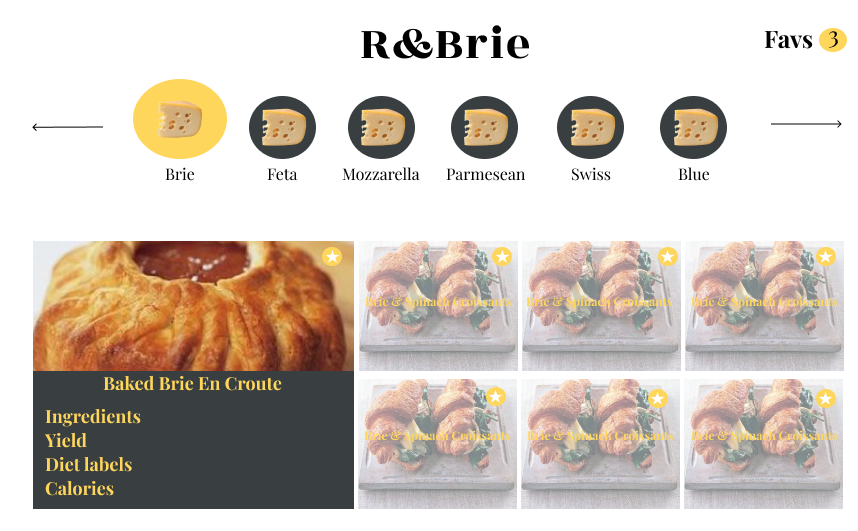 R&Brie
Favs 3
Brie
Feta
Mozzarella
Parmesean
Swiss
Blue
Brie & Spinach Croissants
Brie & Spinach Croissants
Brie & Spinach Croissants
Baked Brie En Croute
Ingredients
Yield
Diet labels
Calories
Brie & Spinach Croissants
Brie & Spinach Croissants
Brie & Spinach Croissants